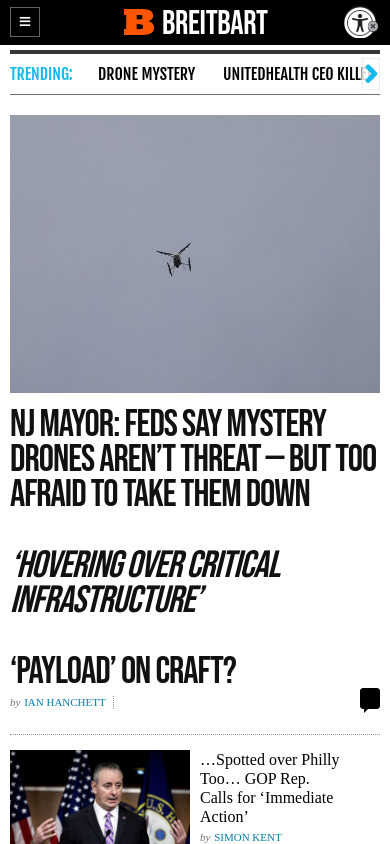 BREITBART
TRENDING: DRONE MYSTERY UNITEDHEALTH CEO
NJ MAYOR: FEDS SAY MYSTERY
DRONES AREN’T THREAT — BUT TOO
AFRAID TO TAKE THEM DOWN
‘HOVERING OVER CRITICAL
INFRASTRUCTURE’
‘PAYLOAD’ ON CRAFT?
by IAN HANCHETT
…Spotted over Philly
Too… GOP Rep.
Calls for ‘Immediate
Action’
by SIMON KENT